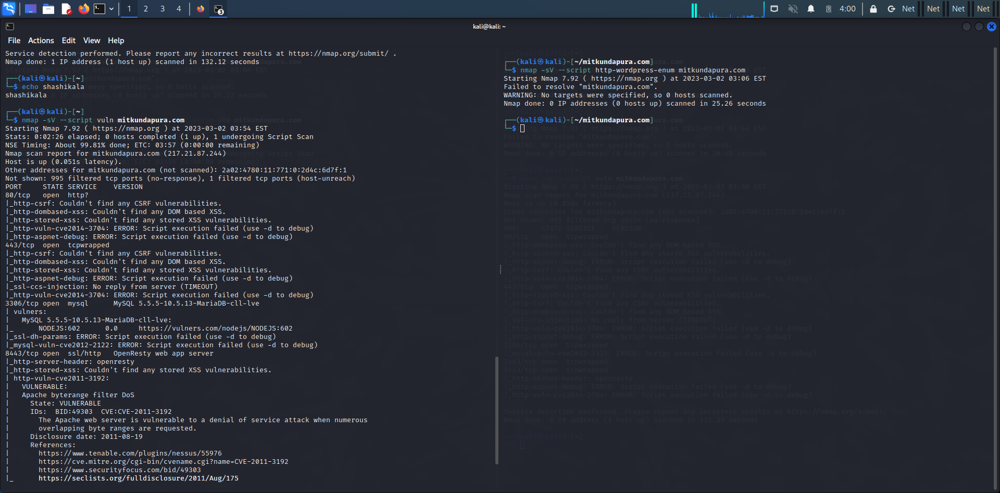 1 2 3 4
3
4:00 Net Net Net Net
kali@kali: ~
File Actions Edit View Help
Service detection performed. Please report any incorrect results at https://nmap.org/submit/ .
Nmap done: 1 IP address (1 host up) scanned in 132.12 seconds
┌──(kali㉿kali)-[~]
└─$ echo shashikala
shashikala
┌──(kali㉿kali)-[~]
└─$ nmap -sV --script vuln mitkundapura.com
Starting Nmap 7.92 ( https://nmap.org ) at 2023-03-02 03:54 EST
Stats: 0:02:26 elapsed; 0 hosts completed (1 up), 1 undergoing Script Scan
NSE Timing: About 99.81% done; ETC: 03:57 (0:00:00 remaining)
Nmap scan report for mitkundapura.com (217.21.87.244)
Host is up (0.051s latency).
Other addresses for mitkundapura.com (not scanned): 2a02:4780:11:771:0:2d4c:6d7f:1
Not shown: 995 filtered tcp ports (no-response), 1 filtered tcp ports (host-unreach)
PORT     STATE SERVICE    VERSION
80/tcp   open  http?
|_http-csrf: Couldn't find any CSRF vulnerabilities.
|_http-dombased-xss: Couldn't find any DOM based XSS.
|_http-stored-xss: Couldn't find any stored XSS vulnerabilities.
|_http-vuln-cve2014-3704: ERROR: Script execution failed (use -d to debug)
|_http-aspnet-debug: ERROR: Script execution failed (use -d to debug)
443/tcp  open  tcpwrapped
|_http-csrf: Couldn't find any CSRF vulnerabilities.
|_http-dombased-xss: Couldn't find any DOM based XSS.
|_http-stored-xss: Couldn't find any stored XSS vulnerabilities.
|_http-aspnet-debug: ERROR: Script execution failed (use -d to debug)
|_ssl-ccs-injection: No reply from server (TIMEOUT)
|_http-vuln-cve2014-3704: ERROR: Script execution failed (use -d to debug)
3306/tcp open  mysql      MySQL 5.5.5-10.5.13-MariaDB-cll-lve
| vulners:
|   MySQL 5.5.5-10.5.13-MariaDB-cll-lve:
|_      NODEJS:602      0.0     https://vulners.com/nodejs/NODEJS:602
|_ssl-dh-params: ERROR: Script execution failed (use -d to debug)
|_mysql-vuln-cve2012-2122: ERROR: Script execution failed (use -d to debug)
8443/tcp open  ssl/http   OpenResty web app server
|_http-server-header: openresty
|_http-stored-xss: Couldn't find any stored XSS vulnerabilities.
| http-vuln-cve2011-3192:
|   VULNERABLE:
|   Apache byterange filter DoS
|     State: VULNERABLE
|     IDs:  BID:49303  CVE:CVE-2011-3192
|       The Apache web server is vulnerable to a denial of service attack when numerous
|       overlapping byte ranges are requested.
|     Disclosure date: 2011-08-19
|     References:
|       https://www.tenable.com/plugins/nessus/55976
|       https://cve.mitre.org/cgi-bin/cvename.cgi?name=CVE-2011-3192
|       https://www.securityfocus.com/bid/49303
|_      https://seclists.org/fulldisclosure/2011/Aug/175
┌──(kali㉿kali)-[~/mitkundapura.com]
└─$ nmap -sV --script http-wordpress-enum mitkundapura.com
Starting Nmap 7.92 ( https://nmap.org ) at 2023-03-02 03:06 EST
Failed to resolve "mitkundapura.com".
WARNING: No targets were specified, so 0 hosts scanned.
Nmap done: 0 IP addresses (0 hosts up) scanned in 25.26 seconds
┌──(kali㉿kali)-[~/mitkundapura.com]
└─$